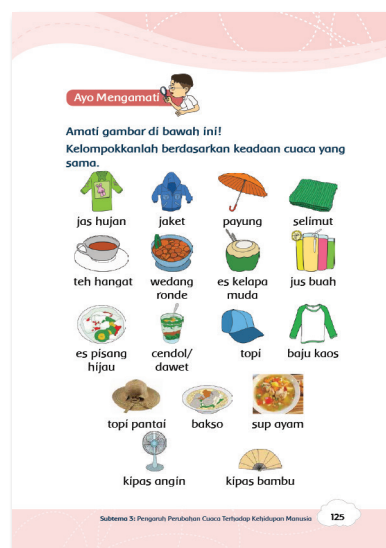 Ayo Mengamati
Amati gambar di bawah ini!
Kelompokkanlah berdasarkan keadaan cuaca yang
sama.
jas hujan jaket payung selimut
teh hangat wedang es kelapa jus buah
ronde muda
es pisang cendol/ topi baju kaos
hijau dawet
topi pantai bakso sup ayam
kipas angin kipas bambu
Subtema 3: Pengaruh Perubahan Cuaca Terhadap Kehidupan Manusia 125